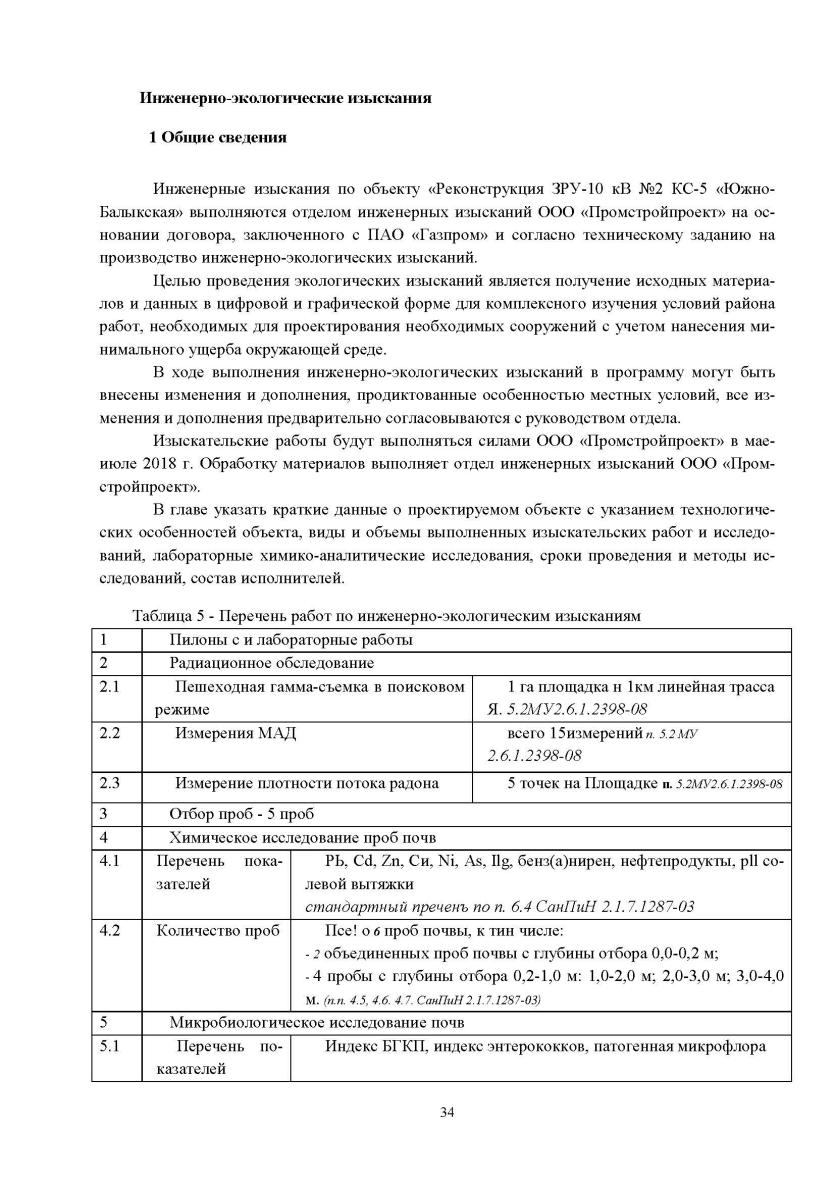 Инженерно-экологические изыскания
1 Общие сведения
Инженерные изыскания по объекту «Реконструкция ЗРУ-10 кВ №2 КС-5 «Южно-
Балыкская» выполняются отделом инженерных изысканий ООО «Промстройпроект» на ос-
новании договора, заключенного с ПАО «Газпром» и согласно техническому заданию на
производство инженерно-экологических изысканий.
Целью проведения экологических изысканий является получение исходных материа-
лов и данных в цифровой и графической форме для комплексного изучения условий района
работ, необходимых для проектирования необходимых сооружений с учетом нанесения ми-
нимального ущерба окружающей среде.
В ходе выполнения инженерно-экологических изысканий в программу могут быть
внесены изменения и дополнения, продиктованные особенностью местных условий, все из-
менения и дополнения предварительно согласовываются с руководством отдела.
Изыскательские работы будут выполняться силами ООО «Промстройпроект» в мае-
июле 2018 г. Обработку материалов выполняет отдел инженерных изысканий ООО «Пром-
стройпроект».
В главе указать краткие данные о проектируемом объекте с указанием технологиче-
ских особенностей объекта, виды и объемы выполненных изыскательских работ и исследо-
ваний, лабораторные химико-аналитические исследования, сроки проведения и методы ис-
следований, состав исполнителей.
Таблица 5 - Перечень работ по инженерно-экологическим изысканиям
1 Пилоны с и лабораторные работы
2 Радиационное обследование
2.1 Пешеходная гамма-съемка в поисковом 1 га площадка н 1км линейная трасса
режиме Я. 5.2МУ2.6.1.2398-08
2.2 Измерения МАД всего 15измерений п. 5.2 МУ
2.6.1.2398-08
2.3 Измерение плотности потока радона 5 точек на Площадке п. 5.2МУ2.6.1.2398-08
3 Отбор проб - 5 проб
4 Химическое исследование проб почв
4.1 Перечень пока- РЬ, Cd, Zn, Си, Ni, As, Ilg, бенз(а)нирен, нефтепродукты, pll со-
зателей левой вытяжки
стандартный преченъ по п. 6.4 СанПиН 2.1.7.1287-03
4.2 Количество проб Псе! о 6 проб почвы, к тин числе:
- 2 объединенных проб почвы с глубины отбора 0,0-0,2 м;
- 4 пробы с глубины отбора 0,2-1,0 м: 1,0-2,0 м; 2,0-3,0 м; 3,0-4,0
м. (п.п. 4.5, 4.6. 4.7. СанПиН 2.1.7.1287-03)
5 Микробиологическое исследование почв
5.1 Перечень по- Индекс БГКП, индекс энтерококков, патогенная микрофлора
казателей
34